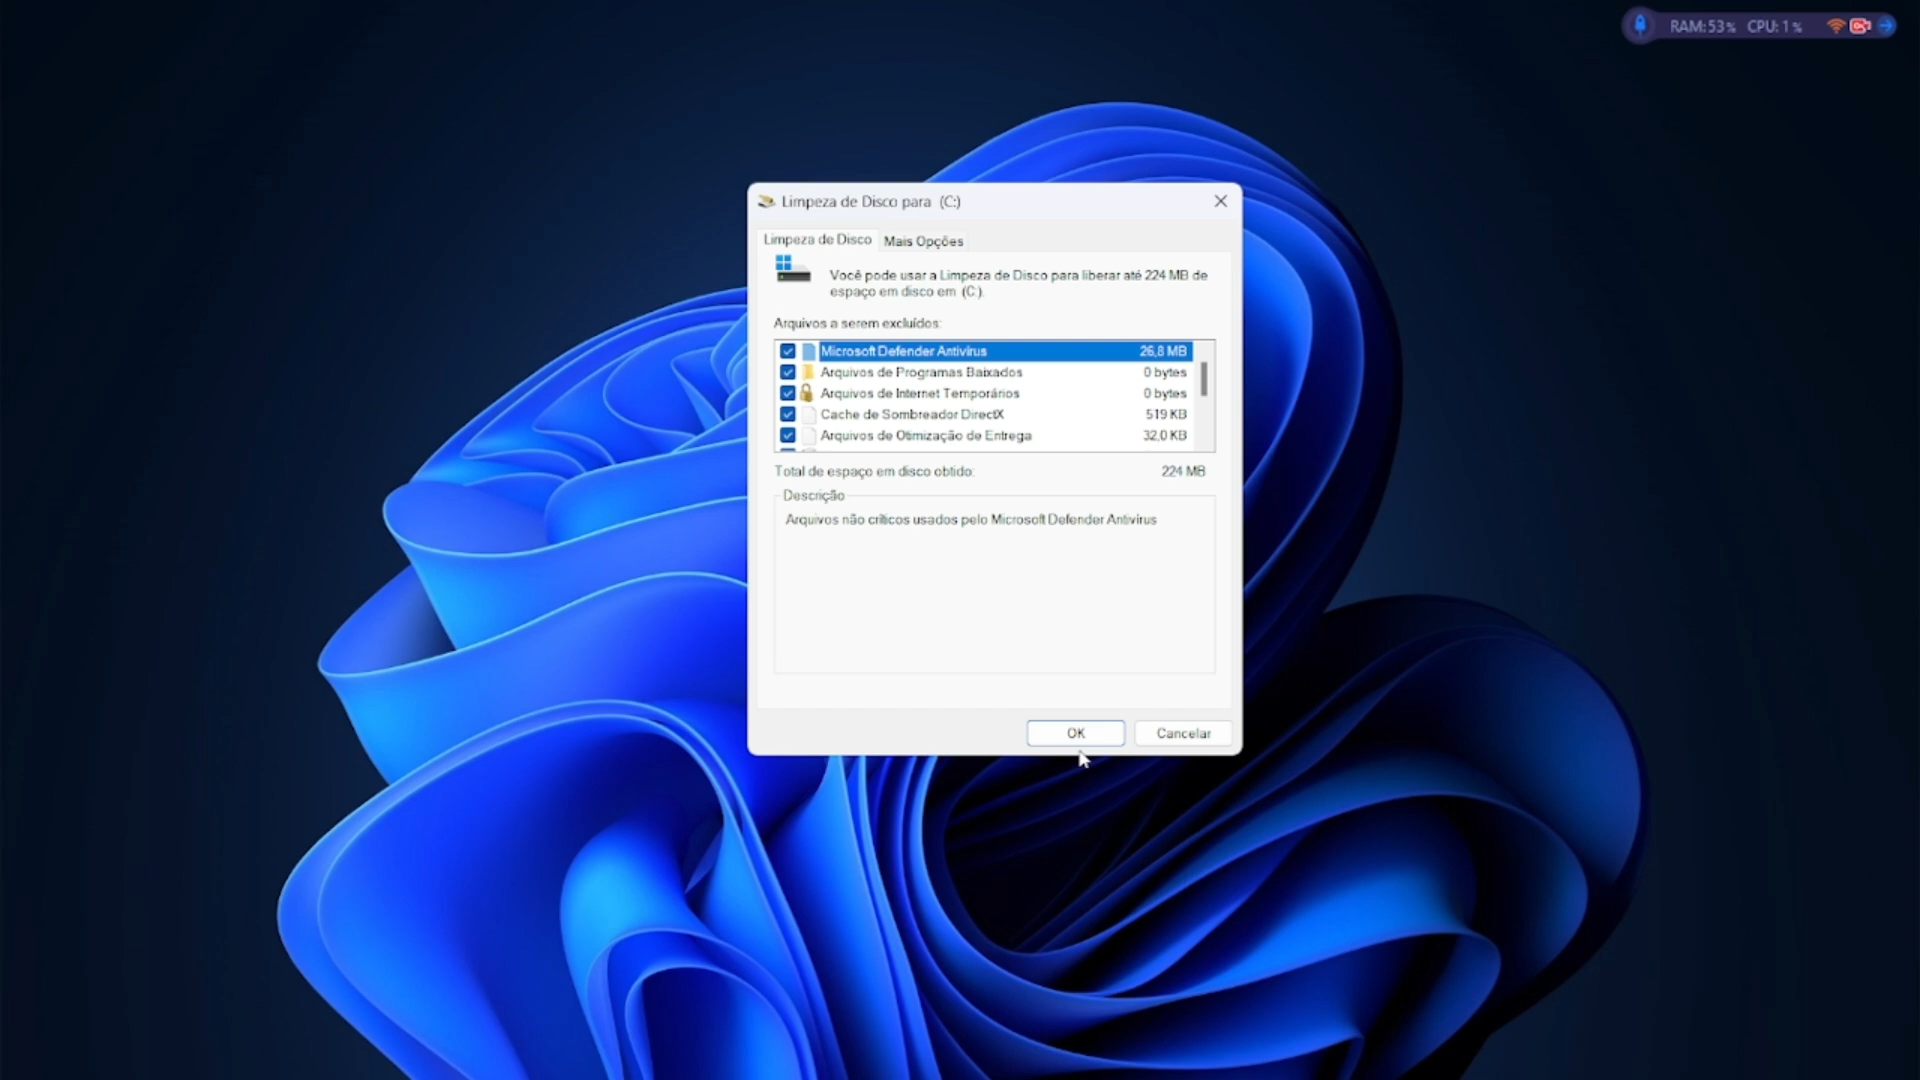 RAM: 53% CPU: 1%
Limpeza de Disco para (C:)
Limpeza de Disco
Mais Opções
Você pode usar a Limpeza de Disco para liberar até 224 MB de
espaço em disco em (C:).
Arquivos a serem excluídos:
Microsoft Defender Antivírus 26,8 MB
Arquivos de Programas Baixados 0 bytes
Arquivos de Internet Temporários 0 bytes
Cache de Sombreador DirectX 519 KB
Arquivos de Otimização de Entrega 32,0 KB
Total de espaço em disco obtido: 224 MB
Descrição
Arquivos não críticos usados pelo Microsoft Defender Antivírus
OK
Cancelar